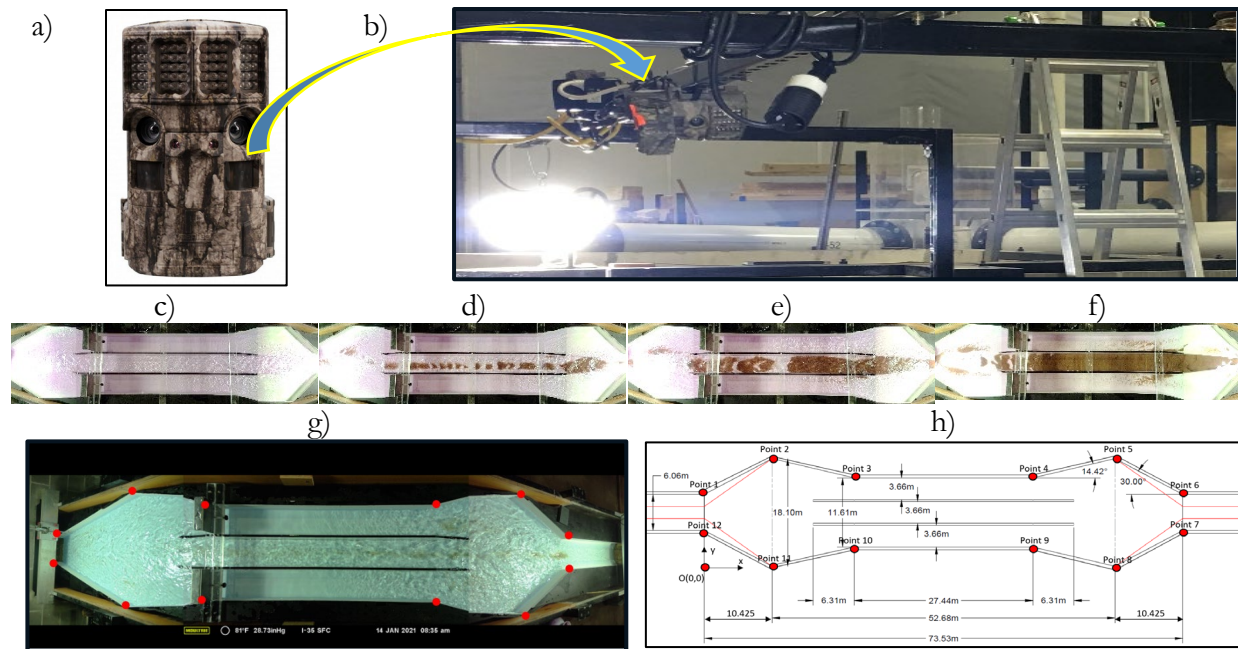 a)
b)
-52
c)
d)
e)
f)
g)
h)
81°F 28.73inHg I-35 SFC 14 JAN 2021 08:35 am
Point 2
Point 5
Point 3
Point 4
14.42°
6.06m
Point 1
3.66m
30.00°
Point 6
18.10m
11.61m
3.66m
Point 12
3.66m
Point 7
Point 10
Point 9
y
Point 11
Point 8
O(0,0)
x
6.31m
27.44m
6.31m
10.425
52.68m
10.425
73.53m